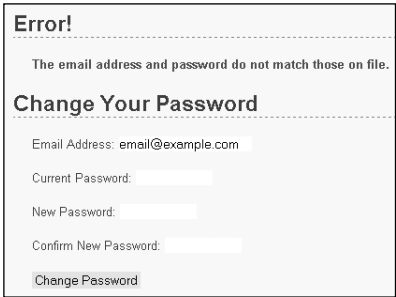 Error!
The email address and password do not match those on file.
Change Your Password
Email Address: email@example.com
Current Password:
New Password:
Confirm New Password:
Change Password